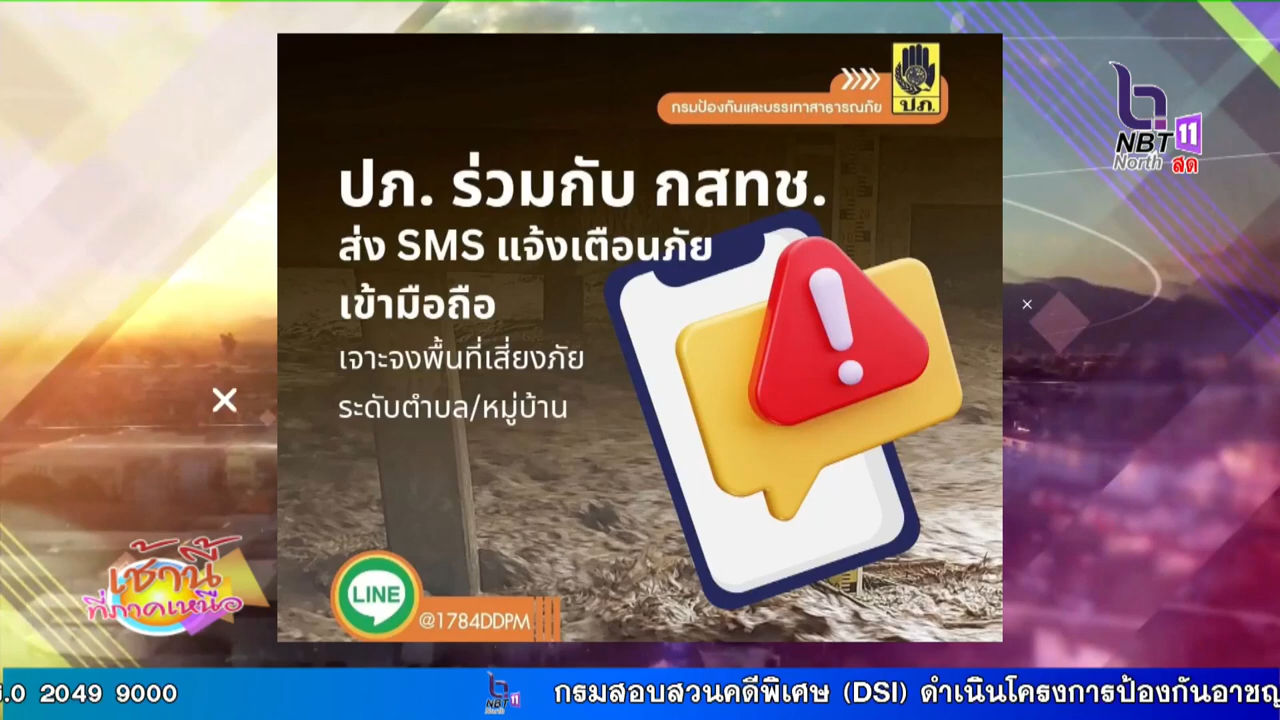 กรมป้องกันและบรรเทาสาธารณภัย
ปภ.
ปภ. ร่วมกับ กสทช.
ส่ง SMS แจ้งเตือนภัย
เข้ามือถือ
เจาะจงพื้นที่เสี่ยงภัย
ระดับตำบล/หมู่บ้าน
LINE
@1784DDPM
NBT 11
North สด
เช้านี้
ที่ภาคเหนือ
.0 2049 9000
NBT 11
North
กรมสอบสวนคดีพิเศษ (DSI) ดำเนินโครงการป้องกันอาชญ